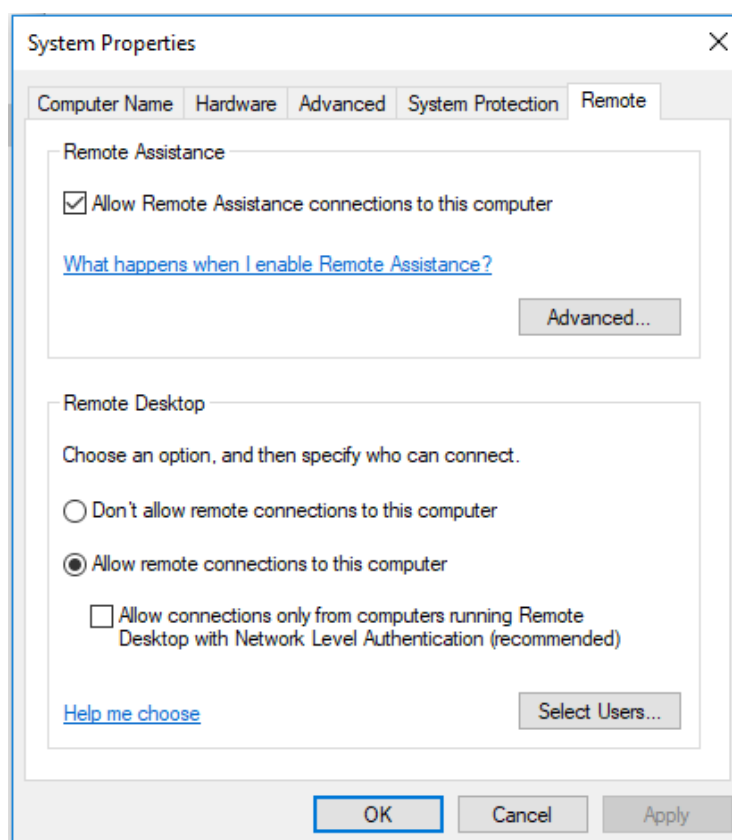 System Properties
Computer Name
Hardware
Advanced
System Protection
Remote
Remote Assistance
Allow Remote Assistance connections to this computer
What happens when I enable Remote Assistance?
Advanced...
Remote Desktop
Choose an option, and then specify who can connect.
Don't allow remote connections to this computer
Allow remote connections to this computer
Allow connections only from computers running Remote
Desktop with Network Level Authentication (recommended)
Help me choose
Select Users...
OK
Cancel
Apply